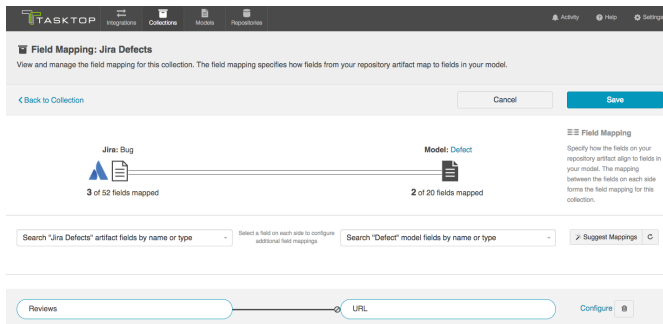 TASKTOP
Integrations
Collections
Models
Repositories
Activity
Help
Settings
Field Mapping: Jira Defects
View and manage the field mapping for this collection. The field mapping specifies how fields from your repository artifact map to fields in your model.
Back to Collection
Cancel
Save
Jira: Bug
Model: Defect
3 of 52 fields mapped
2 of 20 fields mapped
Field Mapping
Specify how the fields on your
repository artifact align to fields in
your model. The mapping
between the fields on each side
forms the field mapping for this
collection.
Search "Jira Defects" artifact fields by name or type
Select a field on each side to configure
additional field mappings
Search "Defect" model fields by name or type
Suggest Mappings
Reviews
URL
Configure